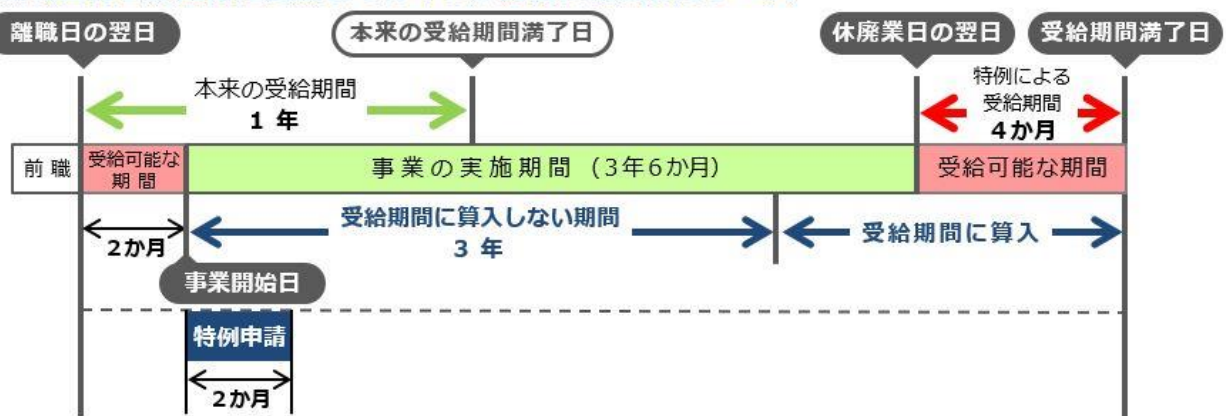 離職日の翌日
本来の受給期間満了日
休廃業日の翌日
受給期間満了日
本来の受給期間
1 年
特例による
受給期間
4か月
前職
受給可能な
期間
事業の実施期間（3年6か月）
受給可能な期間
2か月
受給期間に算入しない期間
3 年
受給期間に算入
事業開始日
特例申請
2か月